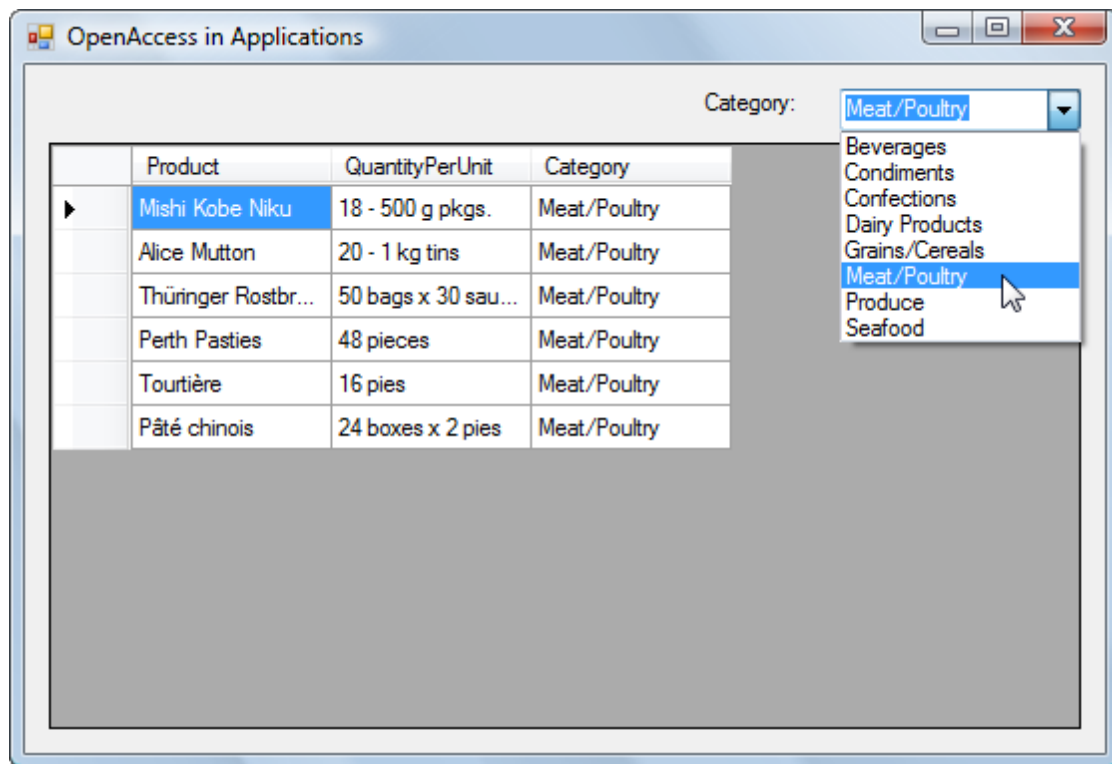 OpenAccess in Applications
Category: Meat/Poultry
Beverages
Condiments
Confections
Dairy Products
Grains/Cereals
Meat/Poultry
Produce
Seafood
Product QuantityPerUnit Category
Mishi Kobe Niku 18 - 500 g pkgs. Meat/Poultry
Alice Mutton 20 - 1 kg tins Meat/Poultry
Thüringer Rostbr... 50 bags x 30 sau... Meat/Poultry
Perth Pasties 48 pieces Meat/Poultry
Tourtière 16 pies Meat/Poultry
Pâté chinois 24 boxes x 2 pies Meat/Poultry